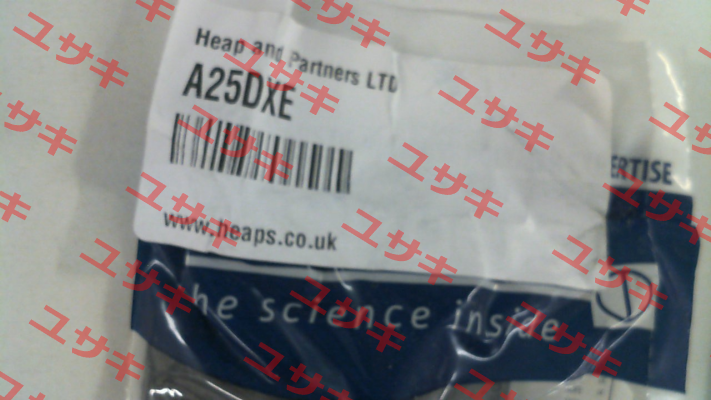 Heap and Partners LTD
A25DXE
www.heaps.co.uk
ERTISE
he science inside
ユサキ